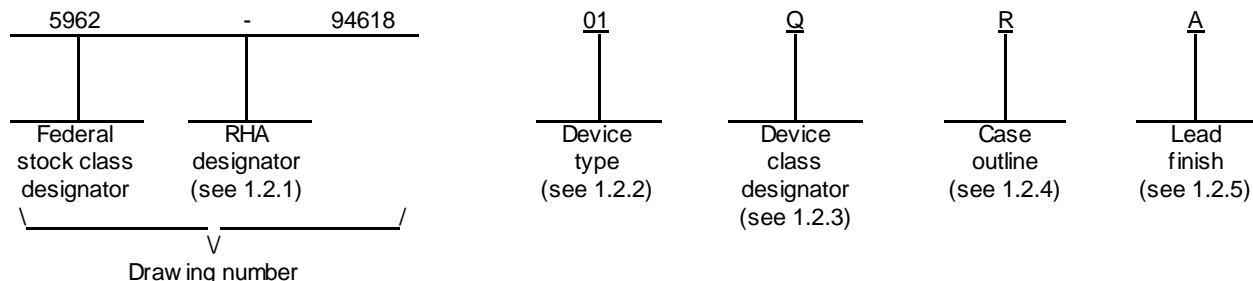 5962 - 94618 01 Q R A
Federal stock class designator
RHA designator (see 1.2.1)
Device type (see 1.2.2)
Device class designator (see 1.2.3)
Case outline (see 1.2.4)
Lead finish (see 1.2.5)
Drawing number